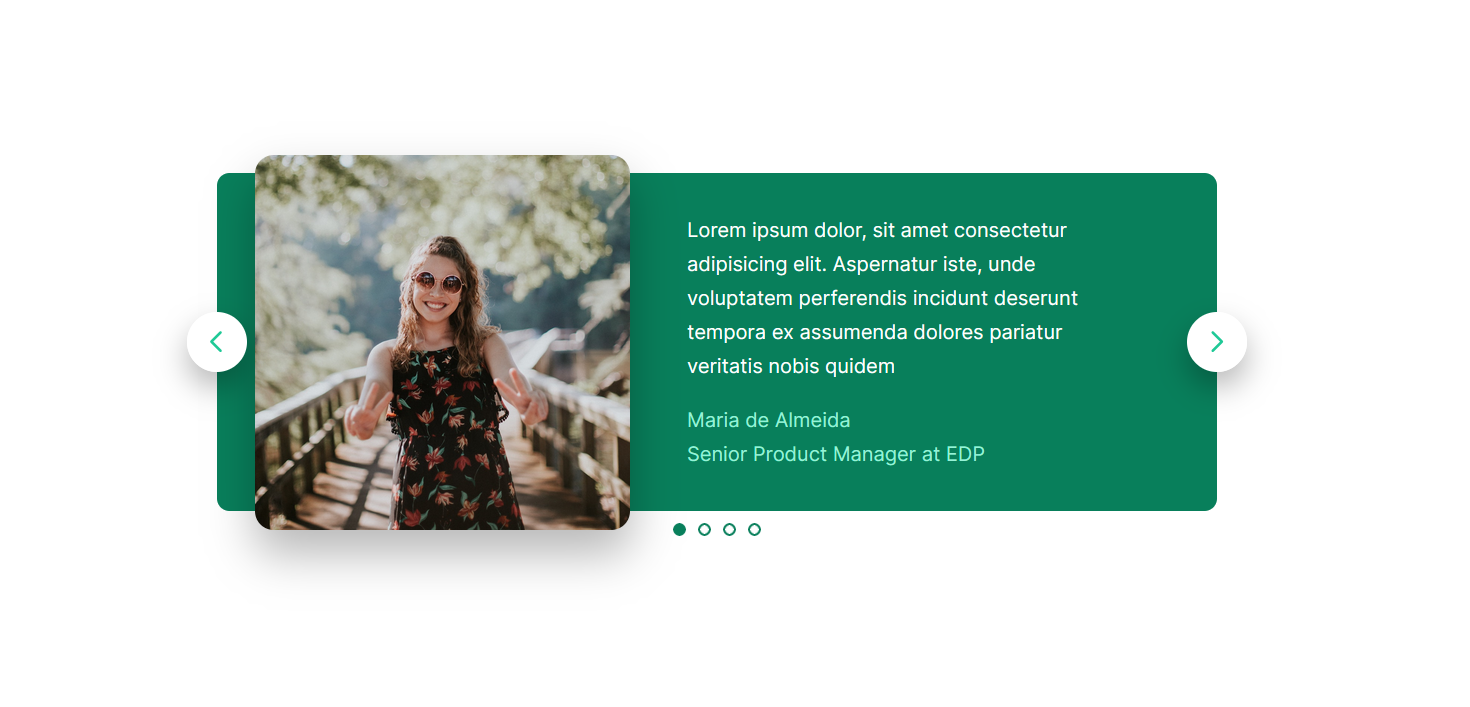 Lorem ipsum dolor, sit amet consectetur
adipisicing elit. Aspernatur iste, unde
voluptatem perferendis incidunt deserunt
tempora ex assumenda dolores pariatur
veritatis nobis quidem
Maria de Almeida
Senior Product Manager at EDP